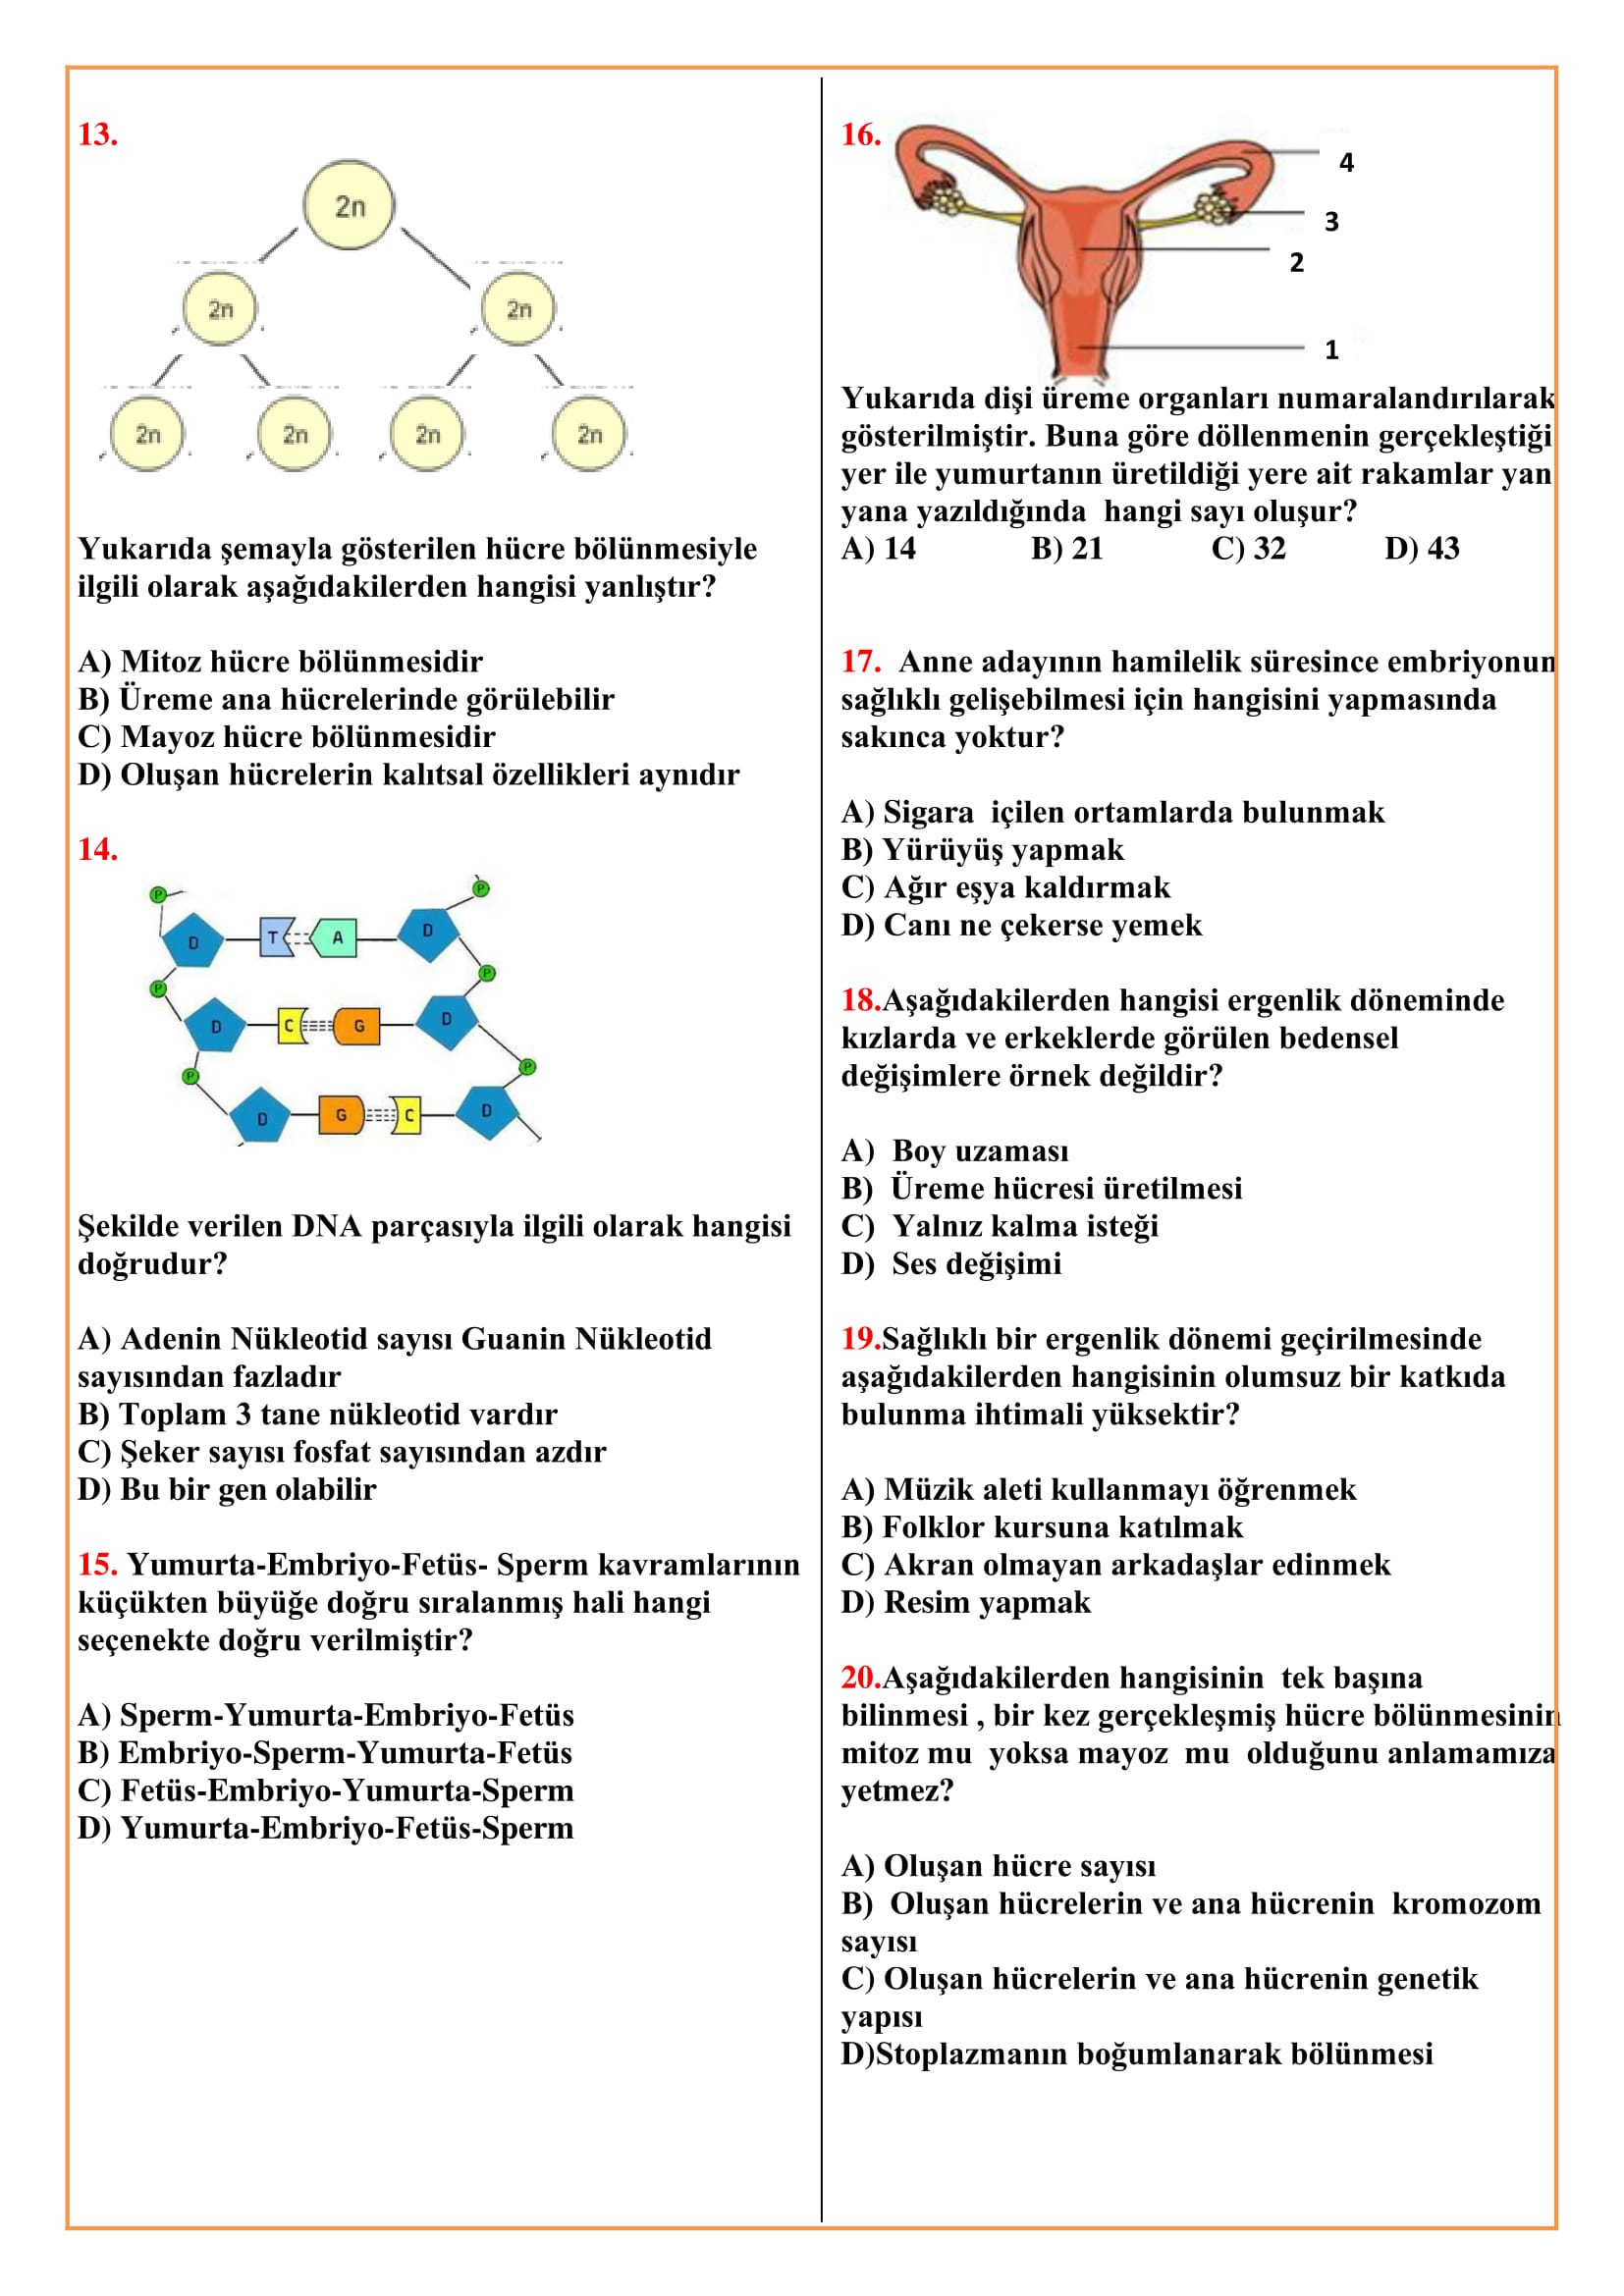 13.
2n
2n
2n
2n
2n
2n
2n
Yukarıda şemayla gösterilen hücre bölünmesiyle
ilgili olarak aşağıdakilerden hangisi yanlıştır?
A) Mitoz hücre bölünmesidir
B) Üreme ana hücrelerinde görülebilir
C) Mayoz hücre bölünmesidir
D) Oluşan hücrelerin kalıtsal özellikleri aynıdır
14.
P
P
D
T
A
D
P
P
D
C
G
D
P
P
D
G
C
D
Şekilde verilen DNA parçasıyla ilgili olarak hangisi
doğrudur?
A) Adenin Nükleotid sayısı Guanin Nükleotid
sayısından fazladır
B) Toplam 3 tane nükleotid vardır
C) Şeker sayısı fosfat sayısından azdır
D) Bu bir gen olabilir
15. Yumurta-Embriyo-Fetüs- Sperm kavramlarının
küçükten büyüğe doğru sıralanmış hali hangi
seçenekte doğru verilmiştir?
A) Sperm-Yumurta-Embriyo-Fetüs
B) Embriyo-Sperm-Yumurta-Fetüs
C) Fetüs-Embriyo-Yumurta-Sperm
D) Yumurta-Embriyo-Fetüs-Sperm
16.
4
3
2
1
Yukarıda dişi üreme organları numaralandırılarak
gösterilmiştir. Buna göre döllenmenin gerçekleştiği
yer ile yumurtanın üretildiği yere ait rakamlar yan
yana yazıldığında hangi sayı oluşur?
A) 14 B) 21 C) 32 D) 43
17. Anne adayının hamilelik süresince embriyonun
sağlıklı gelişebilmesi için hangisini yapmasında
sakınca yoktur?
A) Sigara içilen ortamlarda bulunmak
B) Yürüyüş yapmak
C) Ağır eşya kaldırmak
D) Canı ne çekerse yemek
18.Aşağıdakilerden hangisi ergenlik döneminde
kızlarda ve erkeklerde görülen bedensel
değişimlere örnek değildir?
A) Boy uzaması
B) Üreme hücresi üretilmesi
C) Yalnız kalma isteği
D) Ses değişimi
19.Sağlıklı bir ergenlik dönemi geçirilmesinde
aşağıdakilerden hangisinin olumsuz bir katkıda
bulunma ihtimali yüksektir?
A) Müzik aleti kullanmayı öğrenmek
B) Folklor kursuna katılmak
C) Akran olmayan arkadaşlar edinmek
D) Resim yapmak
20.Aşağıdakilerden hangisinin tek başına
bilinmesi , bir kez gerçekleşmiş hücre bölünmesinin
mitoz mu yoksa mayoz mu olduğunu anlamamıza
yetmez?
A) Oluşan hücre sayısı
B) Oluşan hücrelerin ve ana hücrenin kromozom
sayısı
C) Oluşan hücrelerin ve ana hücrenin genetik
yapısı
D)Stoplazmanın boğumlanarak bölünmesi